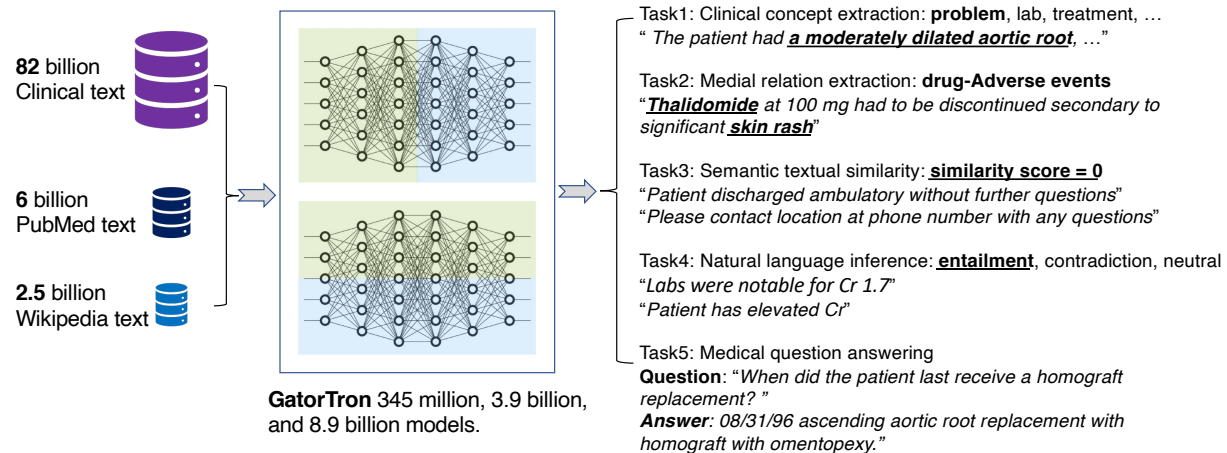 82 billion
Clinical text
6 billion
PubMed text
2.5 billion
Wikipedia text
GatorTron 345 million, 3.9 billion,
and 8.9 billion models.
Task1: Clinical concept extraction: problem, lab, treatment, …
“ The patient had a moderately dilated aortic root, …”
Task2: Medial relation extraction: drug-Adverse events
“Thalidomide at 100 mg had to be discontinued secondary to
significant skin rash”
Task3: Semantic textual similarity: similarity score = 0
“Patient discharged ambulatory without further questions”
“Please contact location at phone number with any questions”
Task4: Natural language inference: entailment, contradiction, neutral
“Labs were notable for Cr 1.7”
“Patient has elevated Cr”
Task5: Medical question answering
Question: “When did the patient last receive a homograft
replacement? ”
Answer: 08/31/96 ascending aortic root replacement with
homograft with omentopexy.”